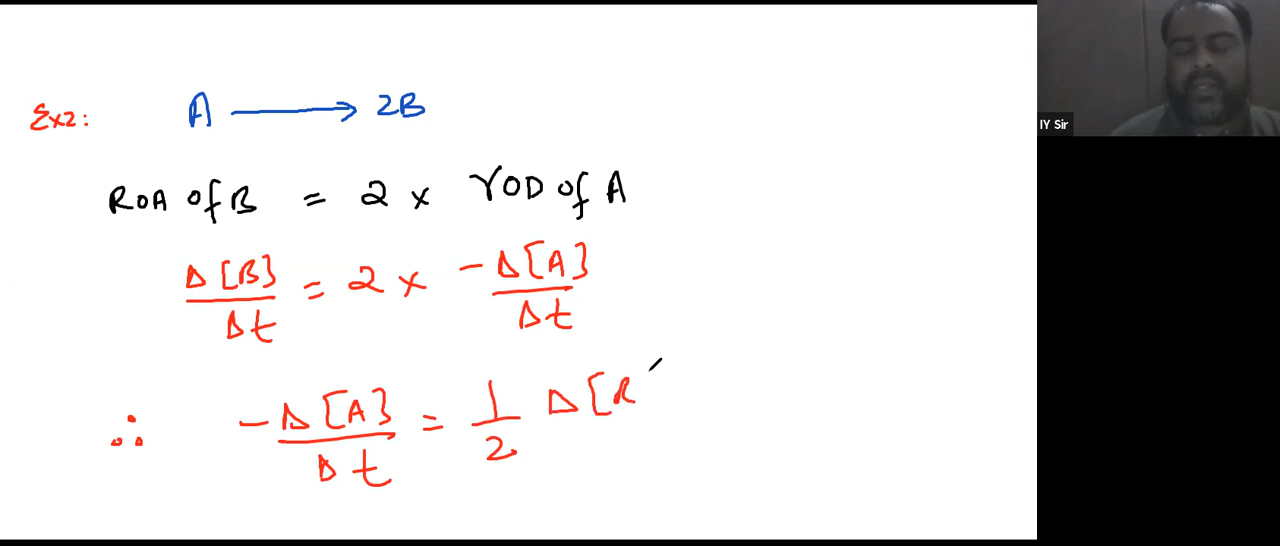 Ex2: A ⟶ 2B
ROA of B = 2 × ROD of A
Δ[B]/Δt = 2 × -Δ[A]/Δt
∴ -Δ[A]/Δt = 1/2 Δ[
IY Sir